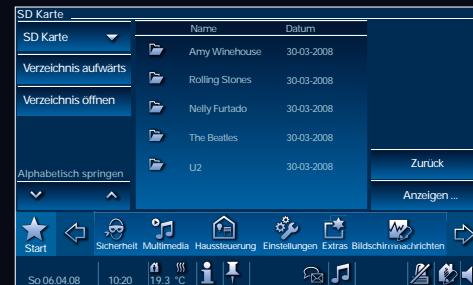 SD Karte
SD Karte
Verzeichnis aufwärts
Verzeichnis öffnen
Alphabetisch springen
Name Datum
Amy Winehouse 30-03-2008
Rolling Stones 30-03-2008
Nelly Furtado 30-03-2008
The Beatles 30-03-2008
U2 30-03-2008
Zurück
Anzeigen ...
Start Sicherheit Multimedia Haussteuerung Einstellungen Extras Bildschirm Nachrichten
So 06.04.08 10:20 19.3 °C